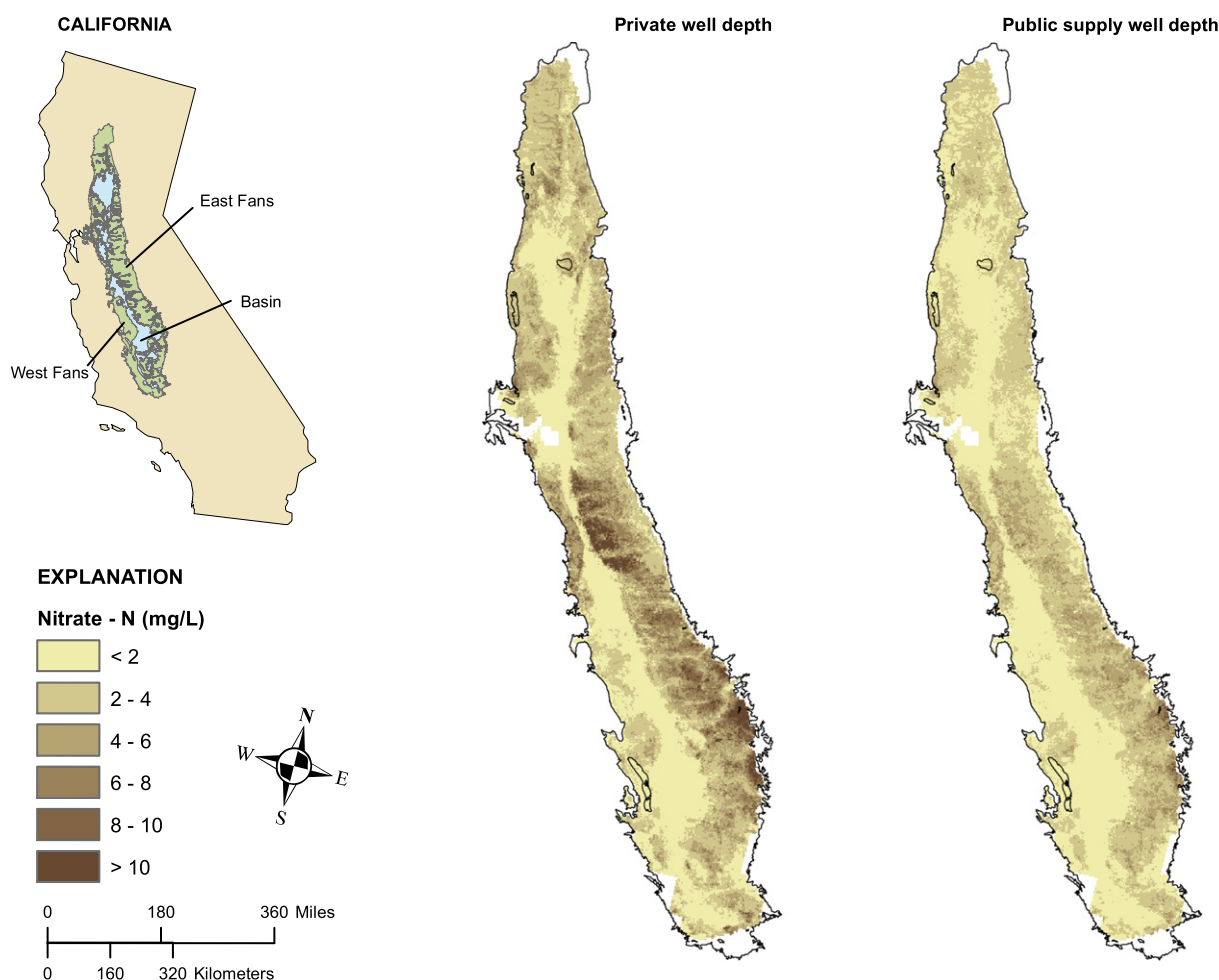 CALIFORNIA
Private well depth
Public supply well depth
East Fans
Basin
West Fans
EXPLANATION
Nitrate - N (mg/L)
< 2
2 - 4
4 - 6
6 - 8
8 - 10
> 10
N
W
E
S
0 180 360 Miles
0 160 320 Kilometers